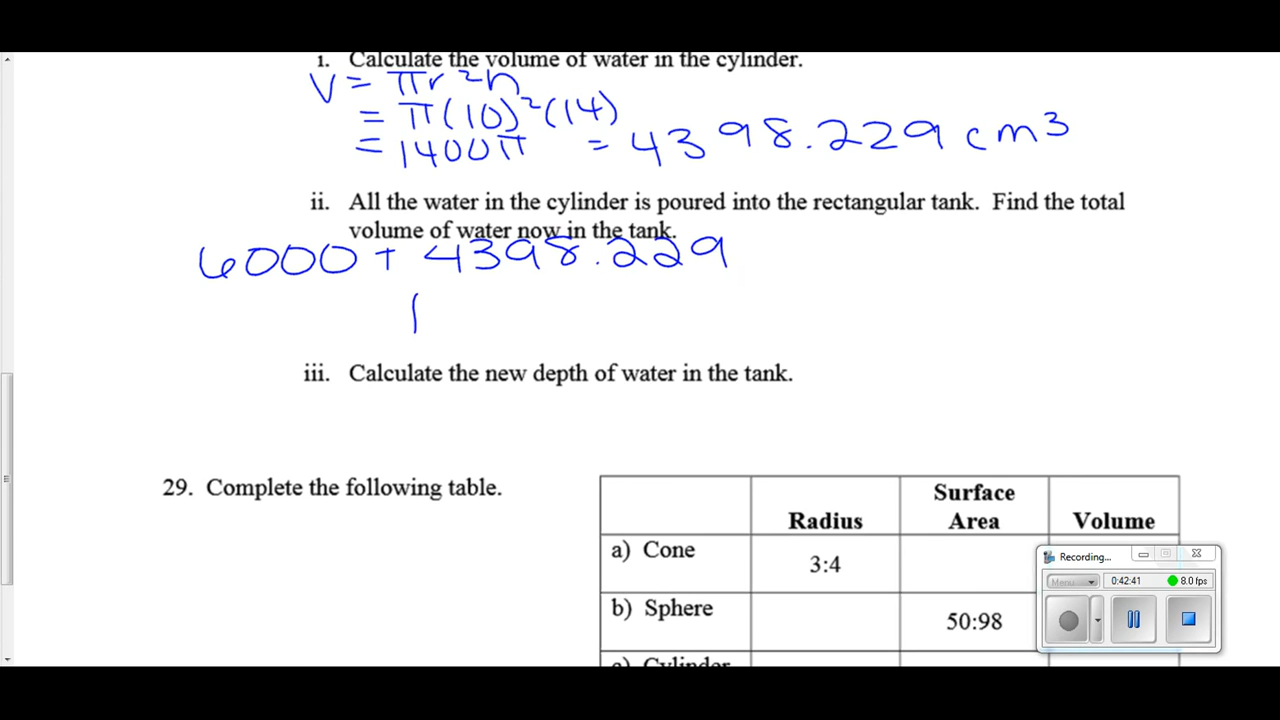 i. Calculate the volume of water in the cylinder.
V = πr²h
= π(10)²(14)
= 1400π = 4398.229 cm³
ii. All the water in the cylinder is poured into the rectangular tank. Find the total
volume of water now in the tank.
6000 + 4398.229
1
iii. Calculate the new depth of water in the tank.
29. Complete the following table.
Radius Surface Area Volume
a) Cone 3:4
b) Sphere 50:98
c) Cylinder
Recording...
Menu 0:42:41 8.0 fps